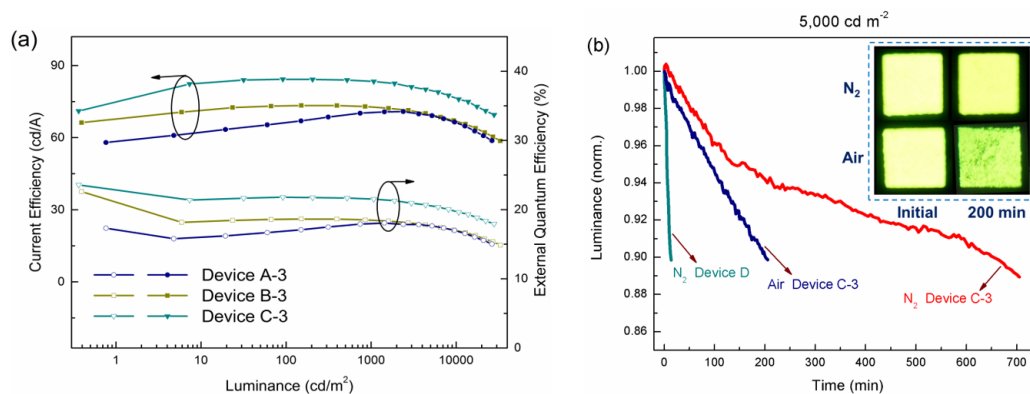 (a)
90
60
30
0
Current Efficiency (cd/A)
40
30
20
10
0
External Quantum Efficiency (%)
Device A-3
Device B-3
Device C-3
1
10
100
1000
10000
Luminance (cd/m²)
(b)
5,000 cd m⁻²
1.00
0.98
0.96
0.94
0.92
0.90
0.88
0.86
Luminance (norm.)
N₂
Air
Initial
200 min
N₂ Device D
Air Device C-3
N₂ Device C-3
0
100
200
300
400
500
600
700
Time (min)